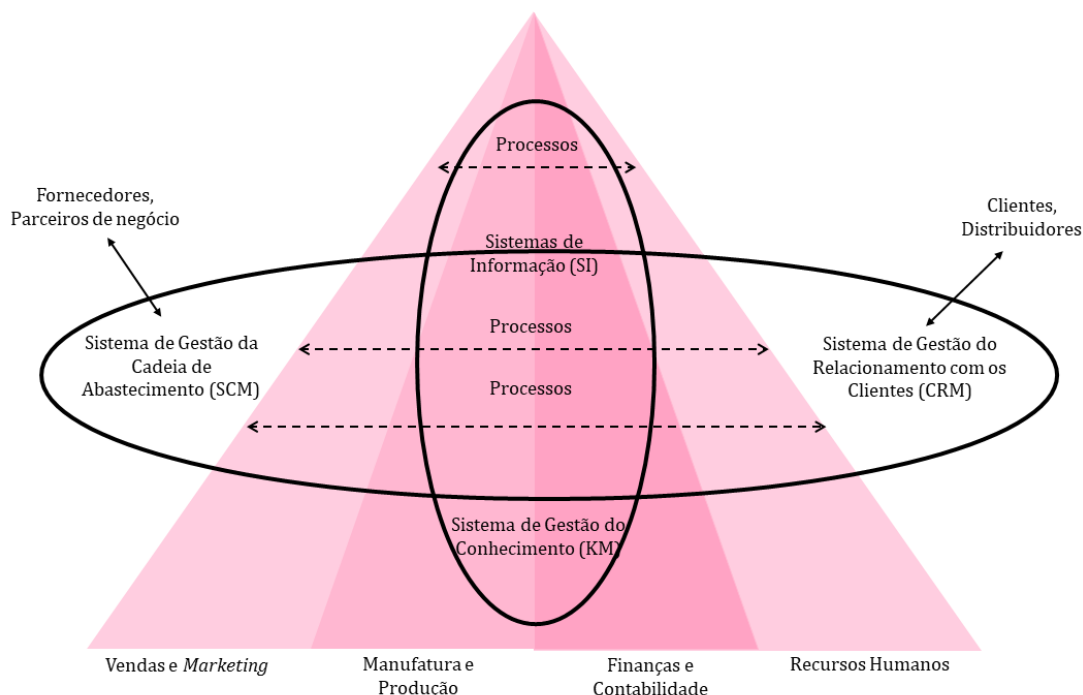 Processos
Fornecedores,
Parceiros de negócio
Clientes,
Distribuidores
Sistemas de
Informação (SI)
Sistema de Gestão da
Cadeia de
Abastecimento (SCM)
Processos
Processos
Sistema de Gestão do
Relacionamento com os
Clientes (CRM)
Sistema de Gestão do
Conhecimento (KM)
Vendas e Marketing
Manufatura e
Produção
Finanças e
Contabilidade
Recursos Humanos